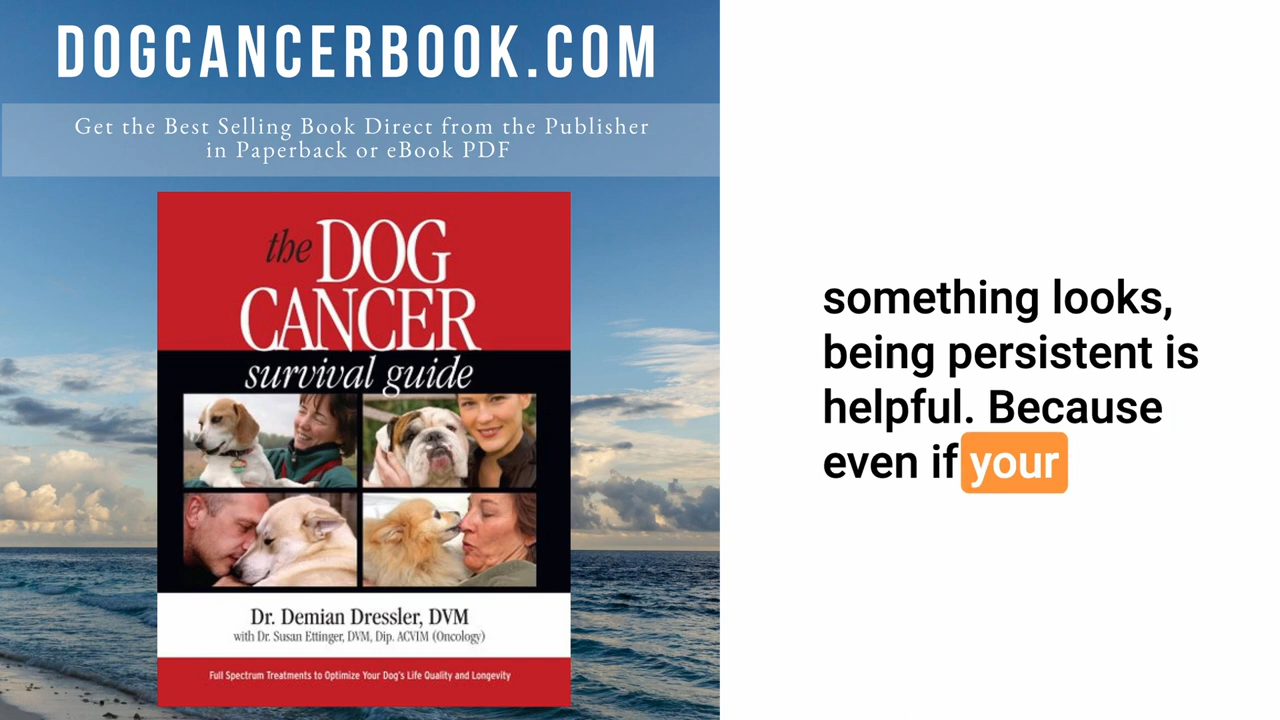 DOGCANCERBOOK.COM
Get the Best Selling Book Direct from the Publisher
in Paperback or eBook PDF
the DOG
CANCER
survival guide
Dr. Demian Dressler, DVM
with Dr. Susan Ettinger, DVM, Dip. ACVIM (Oncology)
Full Spectrum Treatments to Optimize Your Dog's Life Quality and Longevity
something looks,
being persistent is
helpful. Because
even if your